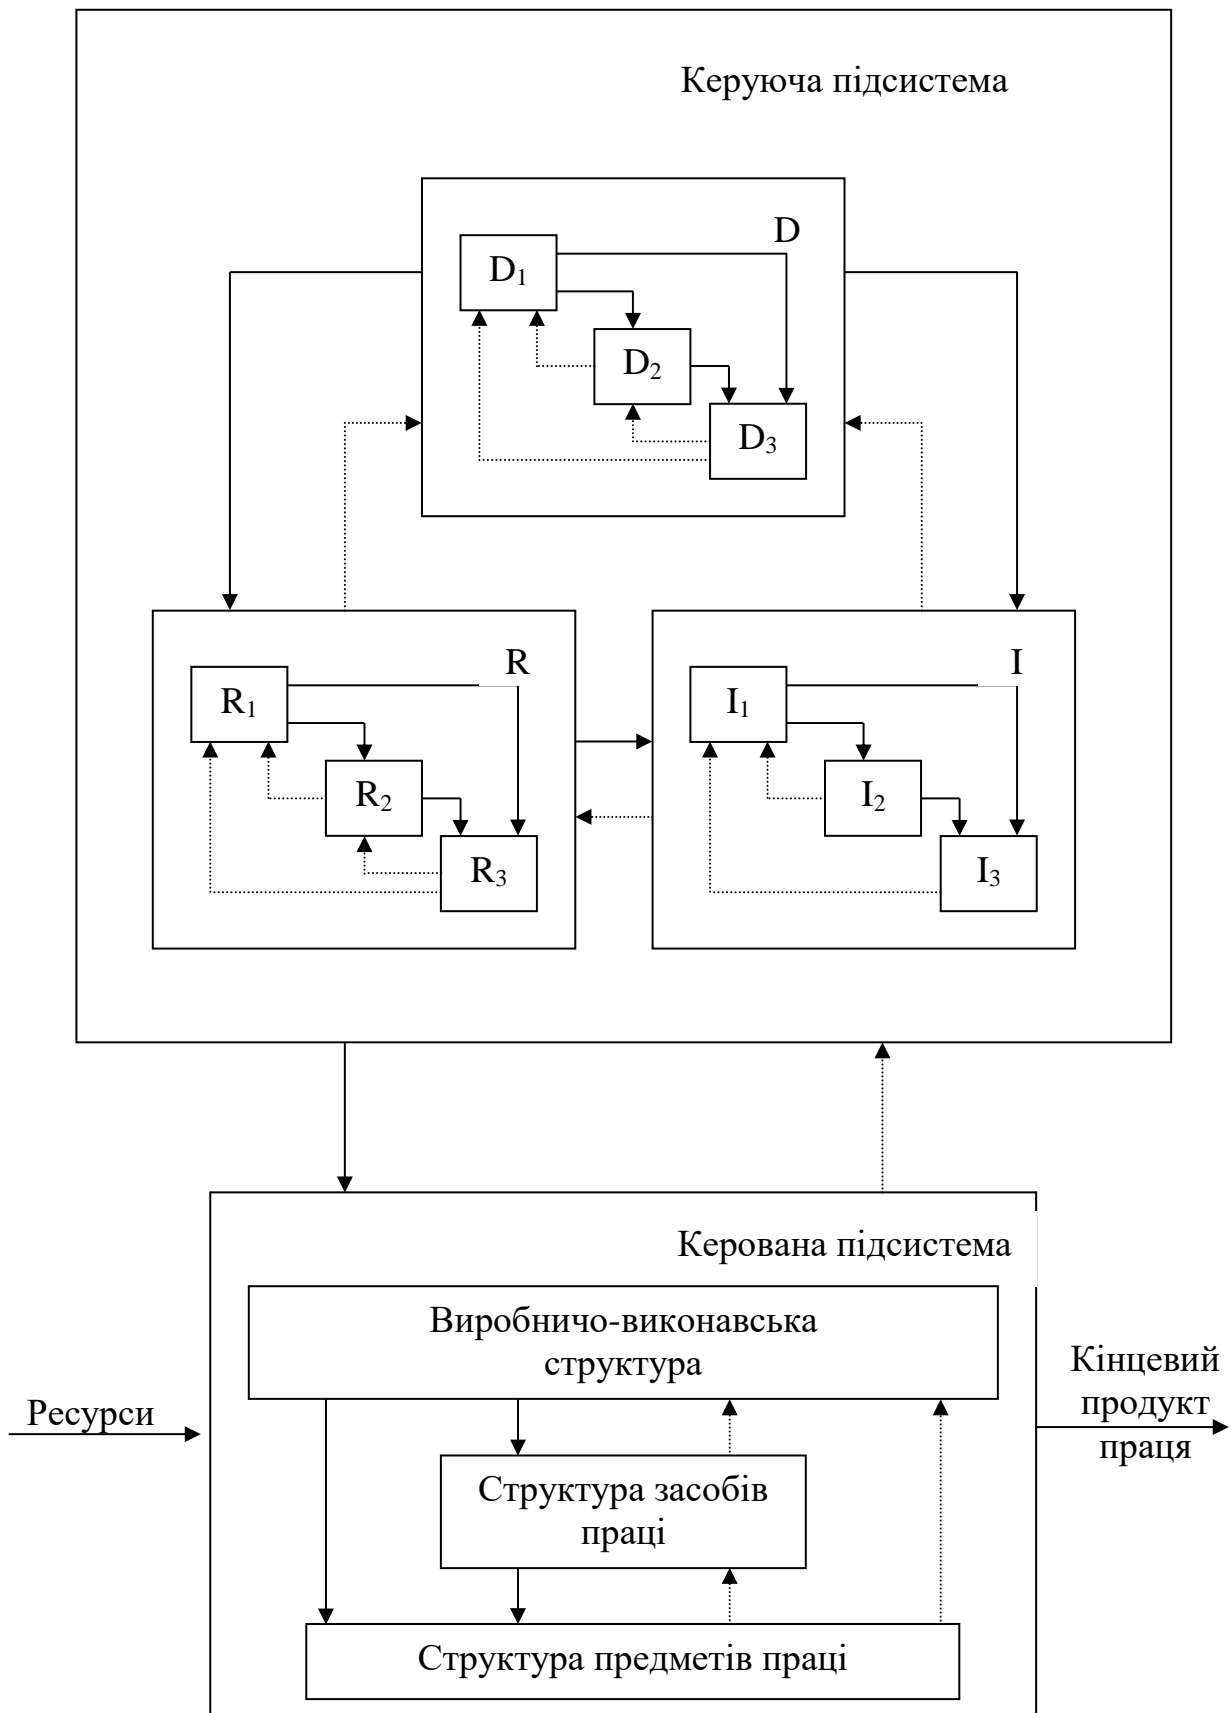 Керуюча підсистема
D
D₁
D₂
D₃
R
R₁
R₂
R₃
I
I₁
I₂
I₃
Керована підсистема
Виробничо-виконавська
структура
Ресурси
Структура засобів
праці
Структура предметів праці
Кінцевий
продукт
праця